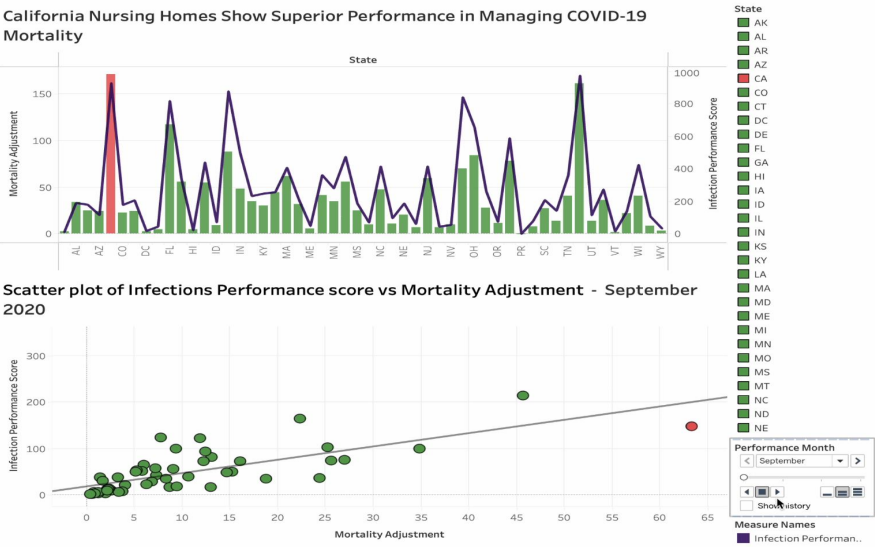 California Nursing Homes Show Superior Performance in Managing COVID-19
Mortality
State
Mortality Adjustment
150
100
50
0
Infection Performance Score
1000
800
600
400
200
0
AL
AZ
CO
DC
FL
HI
ID
IN
KY
MA
ME
MN
MS
NC
NE
NJ
NV
OH
OR
PR
SC
TN
UT
VT
WI
WY
Scatter plot of Infections Performance score vs Mortality Adjustment - September
2020
Infection Performance Score
300
200
100
0
0
5
10
15
20
25
30
35
40
45
50
55
60
65
Mortality Adjustment
State
AK
AL
AR
AZ
CA
CO
CT
DC
DE
FL
GA
HI
IA
ID
IL
IN
KS
KY
LA
MA
MD
ME
MI
MN
MO
MS
MT
NC
ND
NE
Performance Month
September
Show History
Measure Names
Infection Performan..